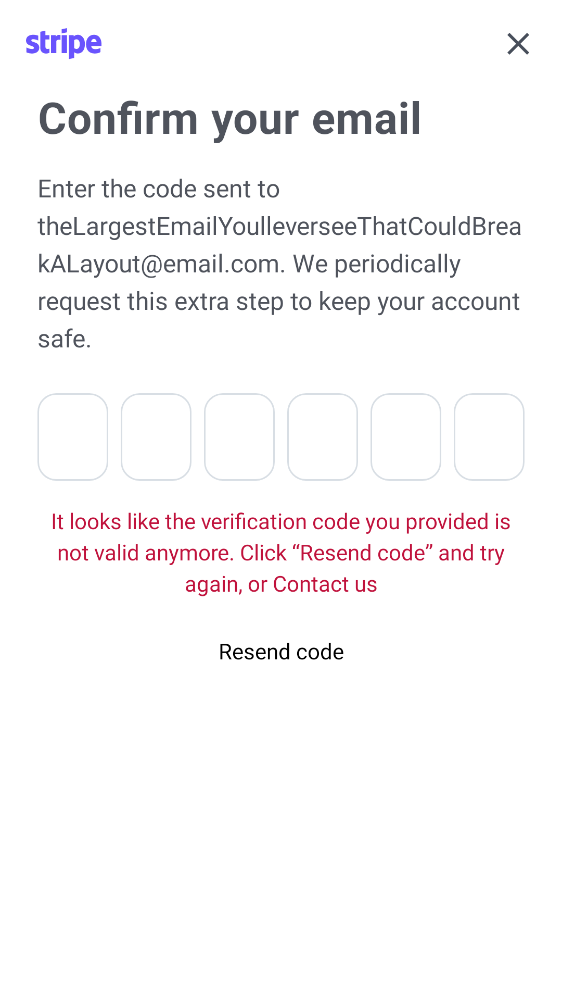 stripe
Confirm your email
Enter the code sent to
theLargestEmailYoulleverseeThatCouldBrea
kALayout@email.com. We periodically
request this extra step to keep your account
safe.
It looks like the verification code you provided is
not valid anymore. Click “Resend code” and try
again, or Contact us
Resend code